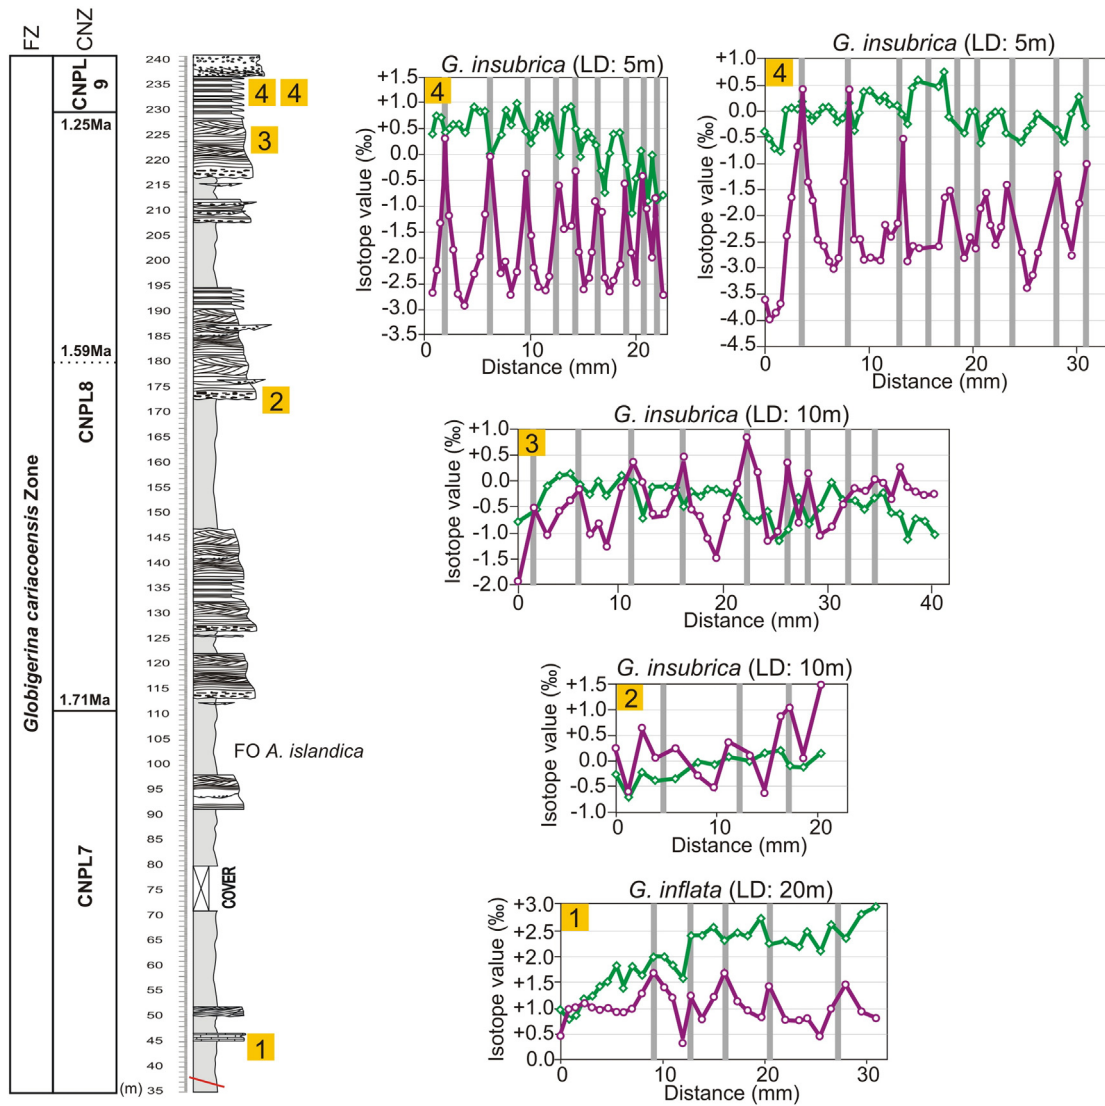 FZ
CNZ
Globigerina cariacoensis Zone
CNPL
9
1.25Ma
1.59Ma
CNPL8
1.71Ma
CNPL7
240
235
230
225
220
215
210
205
200
195
190
185
180
175
170
165
160
155
150
145
140
135
130
125
120
115
110
105
100
95
90
85
80
75
70
65
60
55
50
45
40
(m) 35
4 4
3
2
FO A. islandica
COVER
1
G. insubrica (LD: 5m)
4
Isotope value (‰)
+1.5
+1.0
+0.5
0.0
-0.5
-1.0
-1.5
-2.0
-2.5
-3.0
-3.5
0 10 20
Distance (mm)
G. insubrica (LD: 5m)
4
Isotope value (‰)
+1.0
+0.5
0.0
-0.5
-1.0
-1.5
-2.0
-2.5
-3.0
-3.5
-4.0
-4.5
0 10 20 30
Distance (mm)
G. insubrica (LD: 10m)
3
Isotope value (‰)
+1.0
+0.5
0.0
-0.5
-1.0
-1.5
-2.0
0 10 20 30 40
Distance (mm)
G. insubrica (LD: 10m)
2
Isotope value (‰)
+1.5
+1.0
+0.5
0.0
-0.5
-1.0
0 10 20
Distance (mm)
G. inflata (LD: 20m)
1
Isotope value (‰)
+3.0
+2.5
+2.0
+1.5
+1.0
+0.5
0.0
0 10 20 30
Distance (mm)